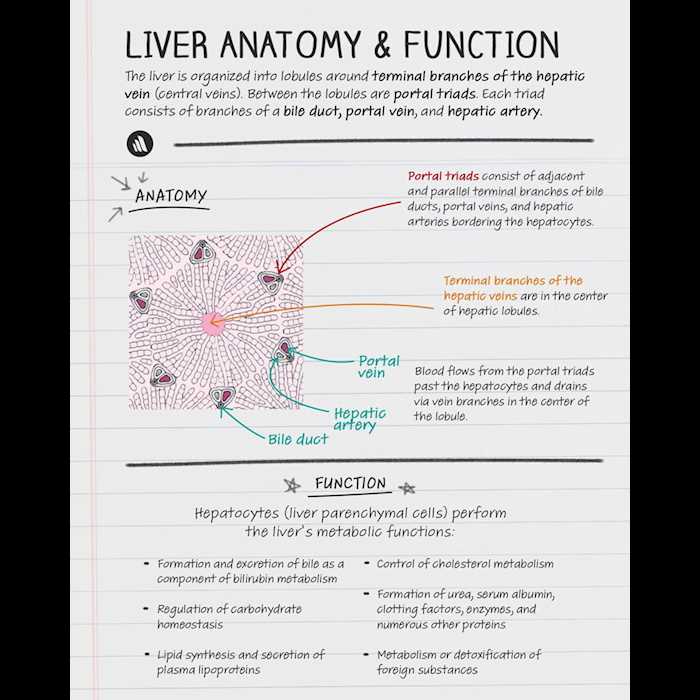 LIVER ANATOMY & FUNCTION
The liver is organized into lobules around terminal branches of the hepatic
vein (central veins). Between the lobules are portal triads. Each triad
consists of branches of a bile duct, portal vein, and hepatic artery.
ANATOMY
Portal triads consist of adjacent
and parallel terminal branches of bile
ducts, portal veins, and hepatic
arteries bordering the hepatocytes.
Terminal branches of the
hepatic veins are in the center
of hepatic lobules.
Portal
vein
Hepatic
artery
Bile duct
Blood flows from the portal triads
past the hepatocytes and drains
via vein branches in the center of
the lobule.
FUNCTION
Hepatocytes (liver parenchymal cells) perform
the liver's metabolic functions:
- Formation and excretion of bile as a
component of bilirubin metabolism
- Regulation of carbohydrate
homeostasis
- Lipid synthesis and secretion of
plasma lipoproteins
- Control of cholesterol metabolism
- Formation of urea, serum albumin,
clotting factors, enzymes, and
numerous other proteins
- Metabolism or detoxification of
foreign substances